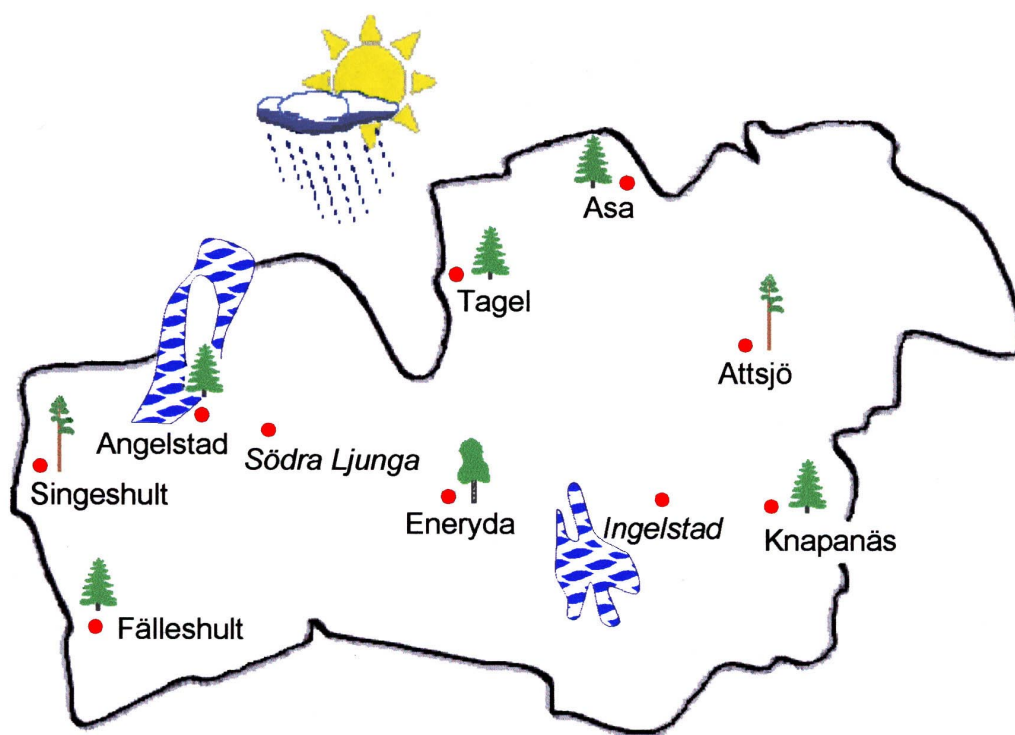 Asa
Tagel
Attsjö
Angelstad
Södra Ljunga
Singeshult
Eneryda
Ingelstad
Knapanäs
Fälleshult